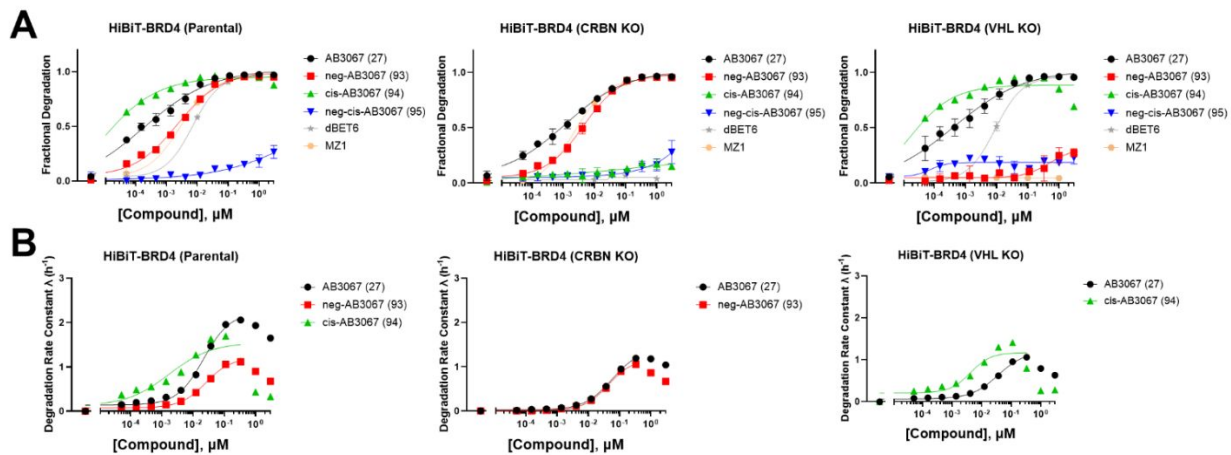 A
HiBiT-BRD4 (Parental)
Fractional Degradation
1.0
0.5
0.0
10⁻⁴ 10⁻³ 10⁻² 10⁻¹ 10⁰
[Compound], µM
AB3067 (27)
neg-AB3067 (93)
cis-AB3067 (94)
neg-cis-AB3067 (95)
dBET6
MZ1
HiBiT-BRD4 (CRBN KO)
Fractional Degradation
1.0
0.5
0.0
10⁻⁴ 10⁻³ 10⁻² 10⁻¹ 10⁰
[Compound], µM
AB3067 (27)
neg-AB3067 (93)
cis-AB3067 (94)
neg-cis-AB3067 (95)
dBET6
MZ1
HiBiT-BRD4 (VHL KO)
Fractional Degradation
1.0
0.5
0.0
10⁻⁴ 10⁻³ 10⁻² 10⁻¹ 10⁰
[Compound], µM
AB3067 (27)
neg-AB3067 (93)
cis-AB3067 (94)
neg-cis-AB3067 (95)
dBET6
MZ1
B
HiBiT-BRD4 (Parental)
Degradation Rate Constant λ (h⁻¹)
3
2
1
0
10⁻⁴ 10⁻³ 10⁻² 10⁻¹ 10⁰
[Compound], µM
AB3067 (27)
neg-AB3067 (93)
cis-AB3067 (94)
HiBiT-BRD4 (CRBN KO)
Degradation Rate Constant λ (h⁻¹)
3
2
1
0
10⁻⁴ 10⁻³ 10⁻² 10⁻¹ 10⁰
[Compound], µM
AB3067 (27)
neg-AB3067 (93)
HiBiT-BRD4 (VHL KO)
Degradation Rate Constant λ (h⁻¹)
3
2
1
0
10⁻⁴ 10⁻³ 10⁻² 10⁻¹ 10⁰
[Compound], µM
AB3067 (27)
cis-AB3067 (94)